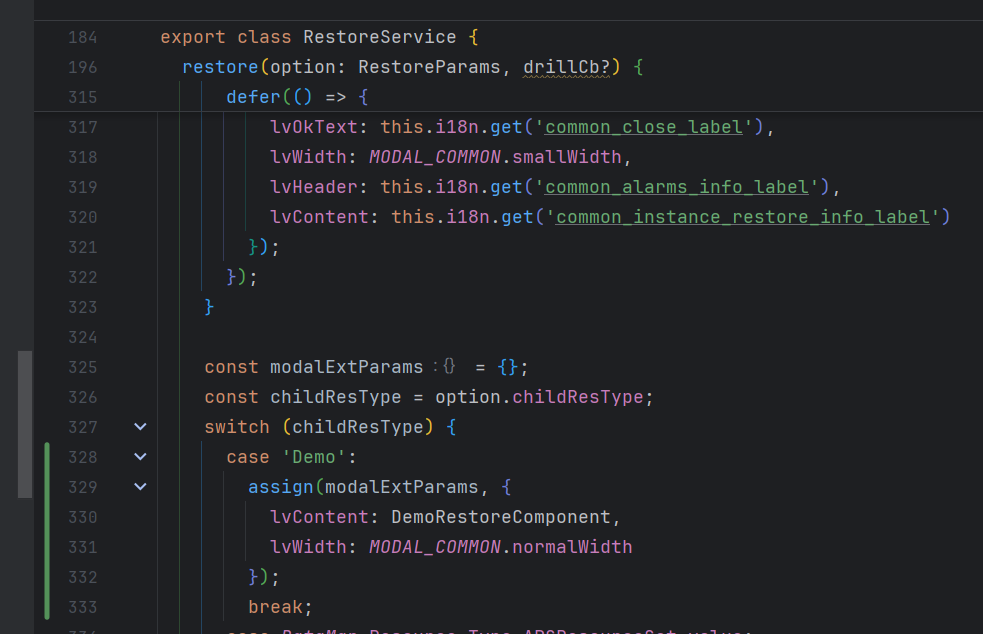 184 export class RestoreService {
196 restore(option: RestoreParams, drillCb?) {
315 defer(() => {
317 lvOkText: this.i18n.get('common_close_label'),
318 lvWidth: MODAL_COMMON.smallWidth,
319 lvHeader: this.i18n.get('common_alarms_info_label'),
320 lvContent: this.i18n.get('common_instance_restore_info_label')
321 });
322 });
323 }
324
325 const modalExtParams :{} = {};
326 const childResType = option.childResType;
327 switch (childResType) {
328 case 'Demo':
329 assign(modalExtParams, {
330 lvContent: DemoRestoreComponent,
331 lvWidth: MODAL_COMMON.normalWidth
332 });
333 break;